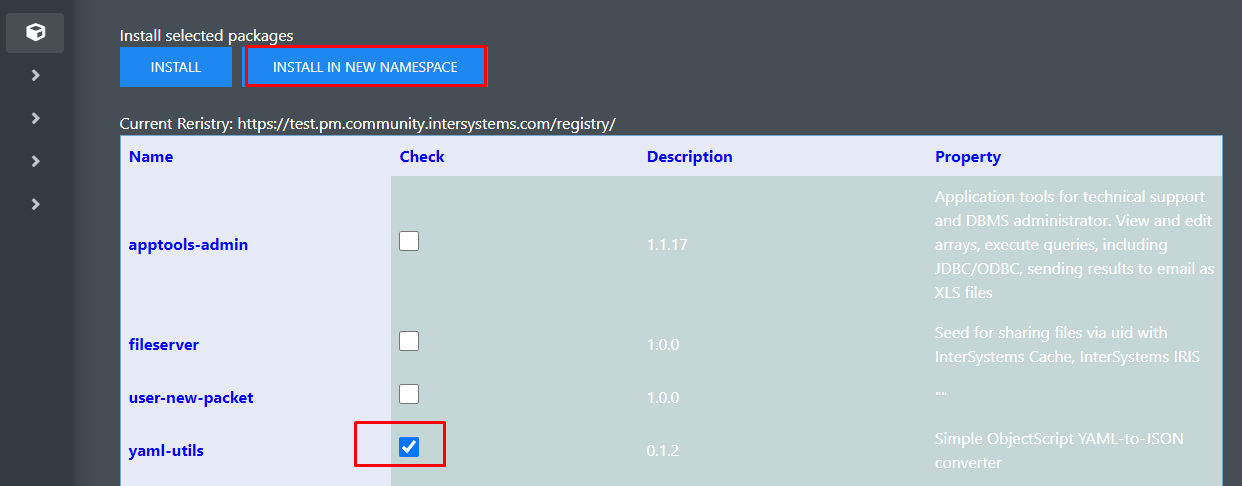 Install selected packages
INSTALL INSTALL IN NEW NAMESPACE
Current Reristry: https://test.pm.community.intersystems.com/registry/
Name Check Description Property
apptools-admin 1.1.17 Application tools for technical support
and DBMS administrator. View and edit
arrays, execute queries, including
JDBC/ODBC, sending results to email as
XLS files
fileserver 1.0.0 Seed for sharing files via uid with
InterSystems Cache, InterSystems IRIS
user-new-packet 1.0.0 ""
yaml-utils 0.1.2 Simple ObjectScript YAML-to-JSON
converter